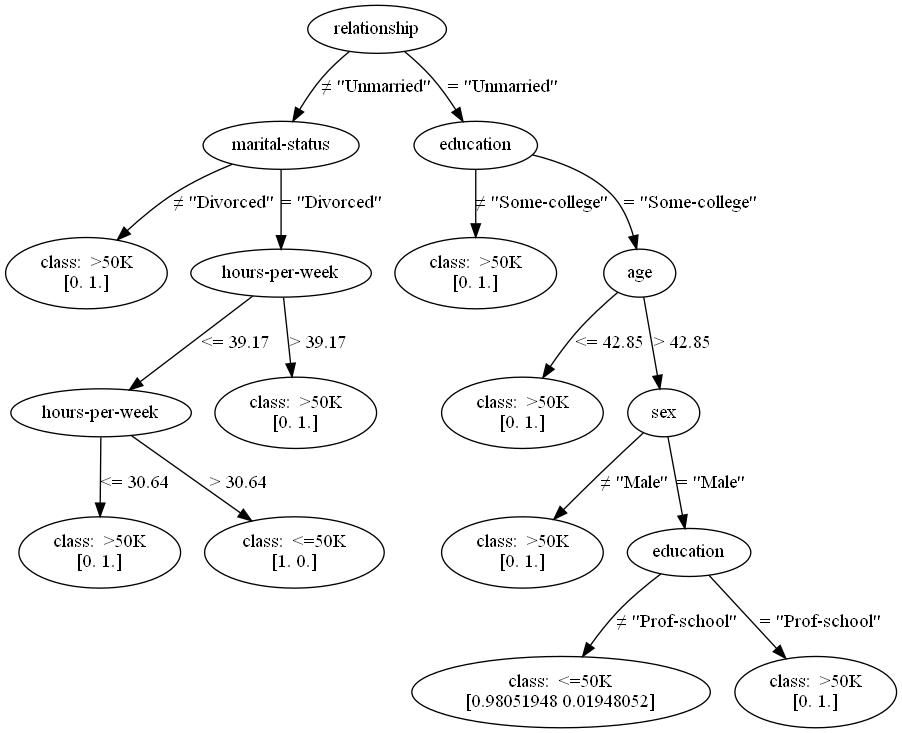 relationship
≠ "Unmarried"
= "Unmarried"
marital-status
education
≠ "Divorced"
= "Divorced"
≠ "Some-college"
= "Some-college"
class:  >50K
[0. 1.]
hours-per-week
class:  >50K
[0. 1.]
age
<= 39.17
> 39.17
<= 42.85
> 42.85
hours-per-week
class:  >50K
[0. 1.]
class:  >50K
[0. 1.]
sex
<= 30.64
> 30.64
≠ "Male"
= "Male"
class:  >50K
[0. 1.]
class:  <=50K
[1. 0.]
class:  >50K
[0. 1.]
education
≠ "Prof-school"
= "Prof-school"
class:  <=50K
[0.98051948 0.01948052]
class:  >50K
[0. 1.]